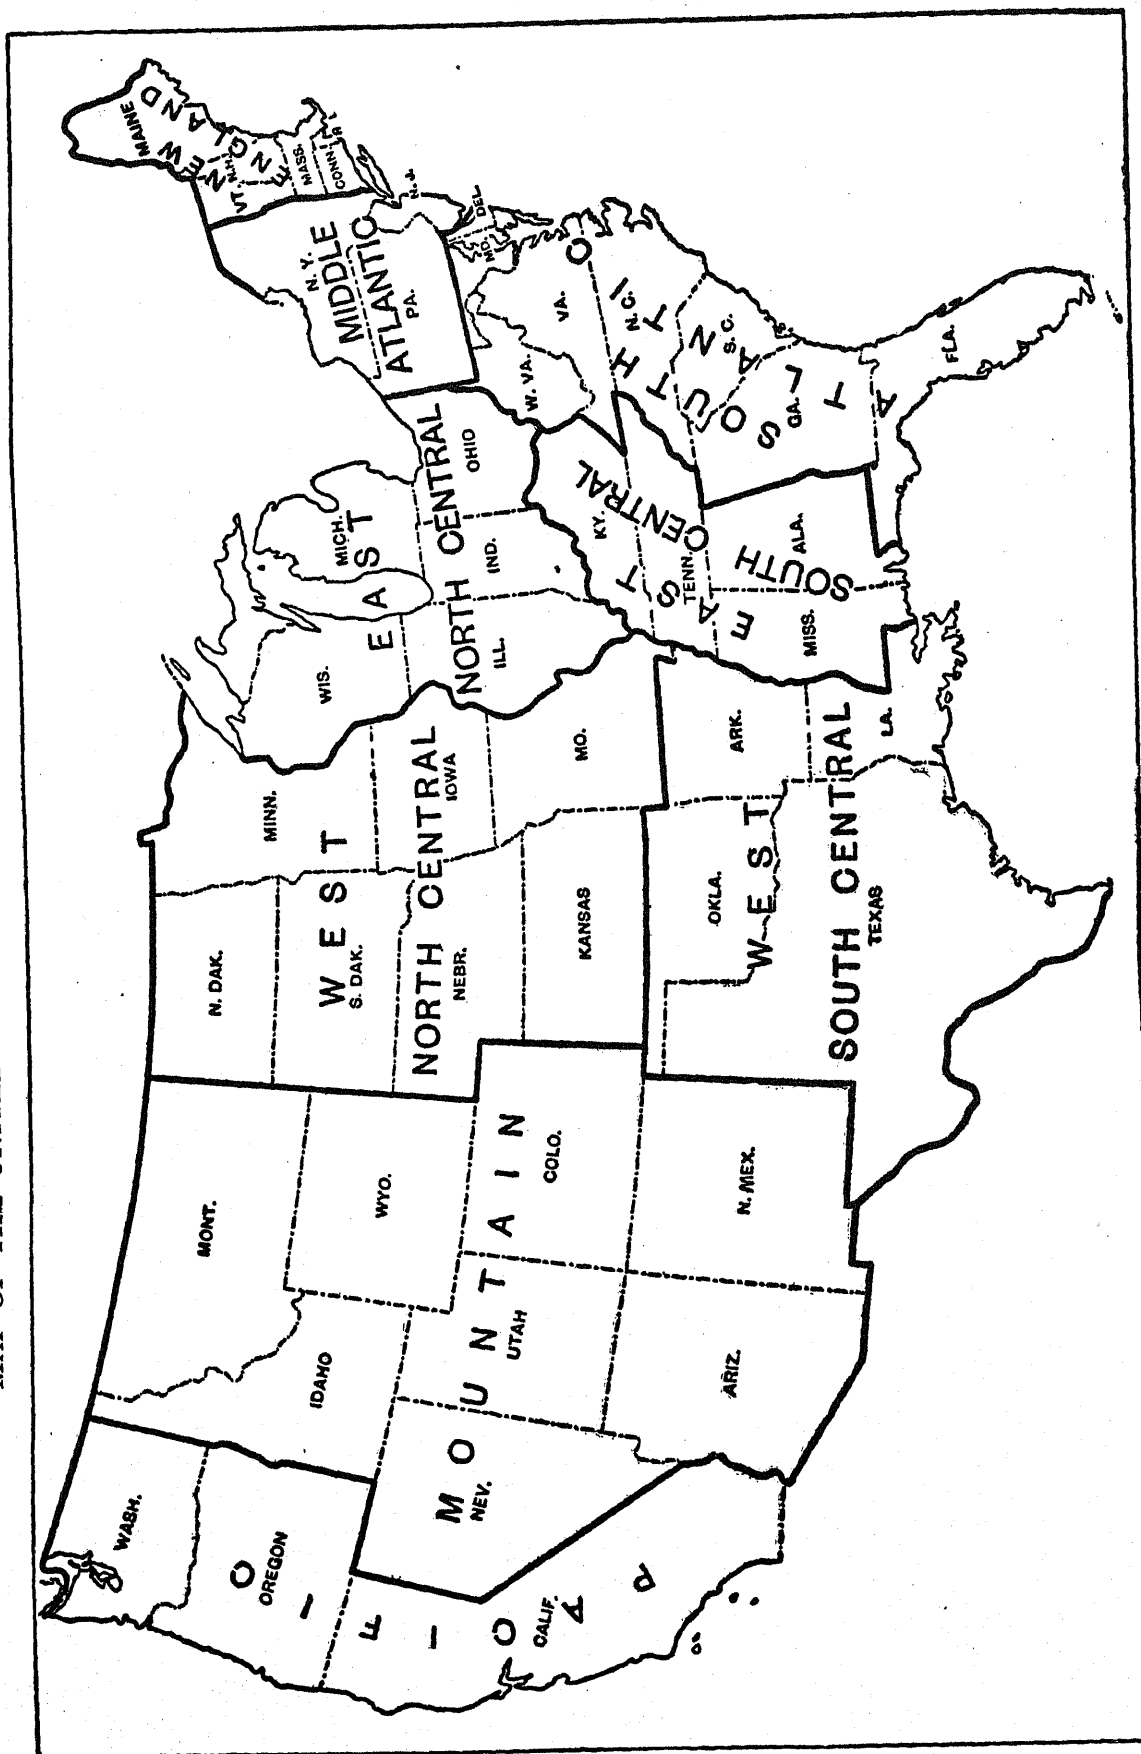 WASH.
OREGON
CALIF.
PACIFIC
MONT.
IDAHO
WYO.
NEV.
UTAH
COLO.
ARIZ.
N. MEX.
MOUNTAIN
N. DAK.
MINN.
S. DAK.
WEST
NORTH CENTRAL
NEBR.
IOWA
KANSAS
MO.
OKLA.
ARK.
WEST
SOUTH CENTRAL
TEXAS
LA.
WIS.
MICH.
EAST
NORTH CENTRAL
ILL.
IND.
OHIO
KY.
TENN.
EAST
SOUTH CENTRAL
MISS.
ALA.
N. Y.
MIDDLE
ATLANTIC
PA.
N. J.
MAINE
NEW ENGLAND
VT.
N.H.
MASS.
CONN.
R. I.
DEL.
MD.
W. VA.
VA.
N. C.
S. C.
GA.
FLA.
SOUTH ATLANTIC